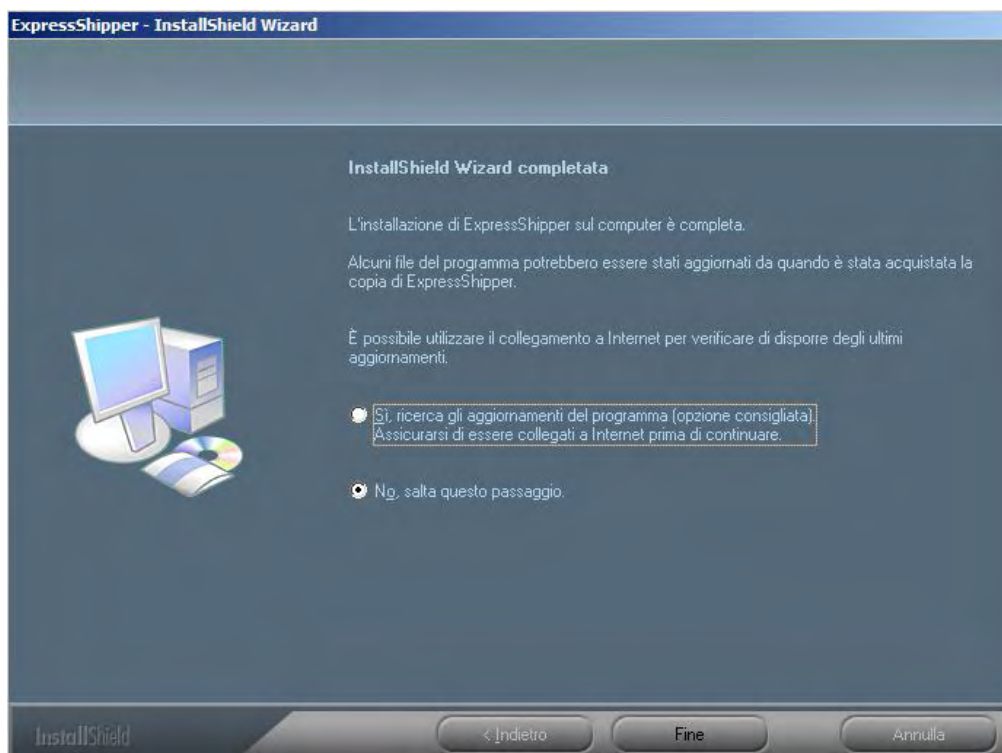 ExpressShipper - InstallShield Wizard
InstallShield Wizard completata
L'installazione di ExpressShipper sul computer è completa.
Alcuni file del programma potrebbero essere stati aggiornati da quando è stata acquistata la
copia di ExpressShipper.
È possibile utilizzare il collegamento a Internet per verificare di disporre degli ultimi
aggiornamenti.
Sì, ricerca gli aggiornamenti del programma (opzione consigliata).
Assicurarsi di essere collegati a Internet prima di continuare.
No, salta questo passaggio.
InstallShield
< Indietro
Fine
Annulla